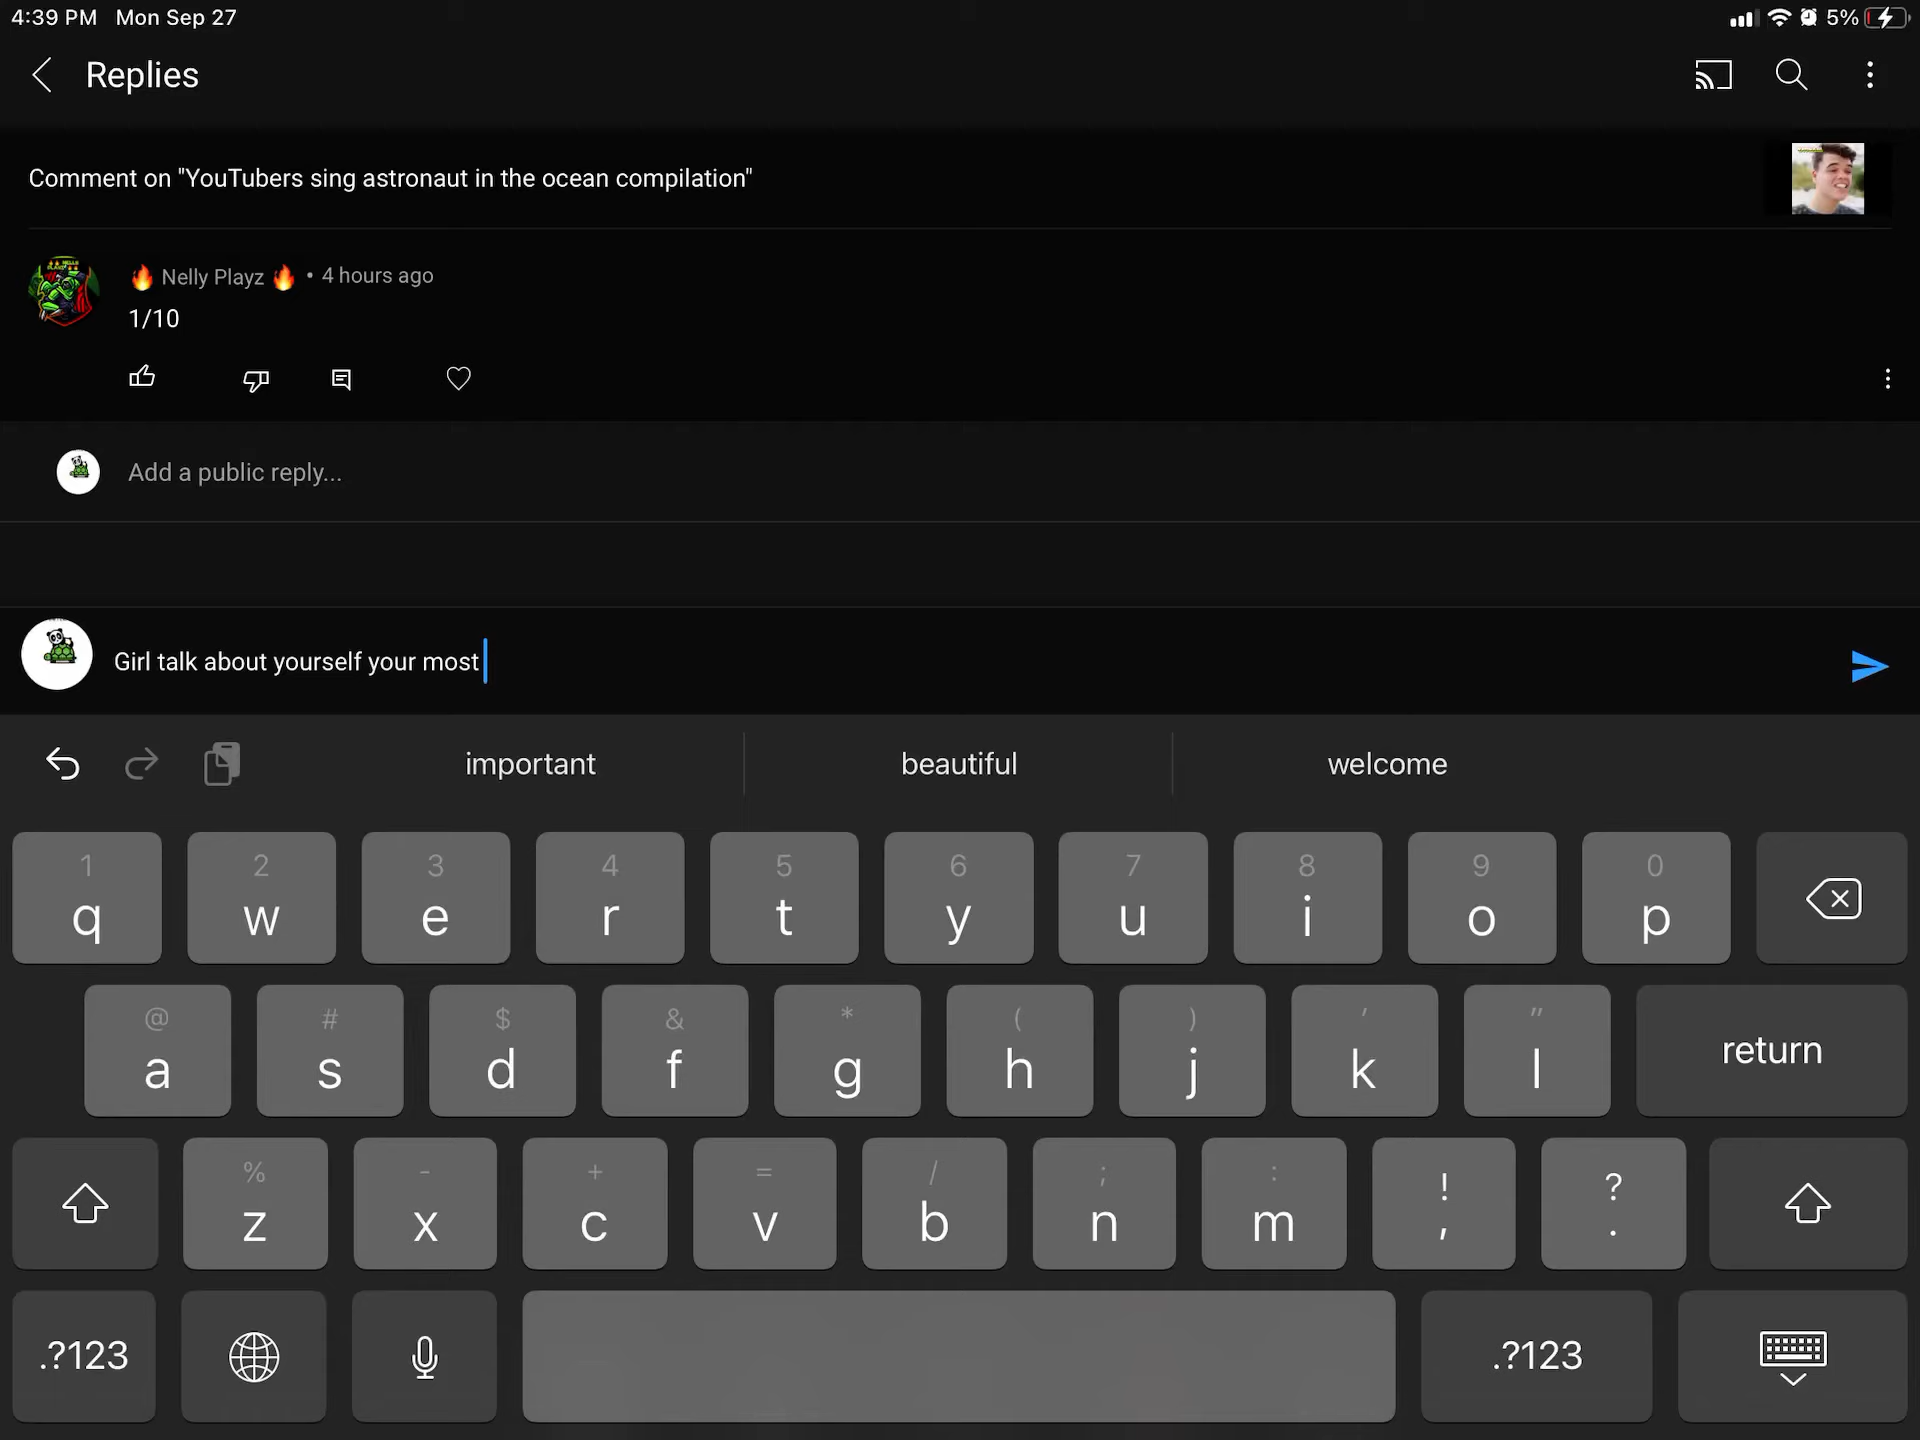 4:39 PM Mon Sep 27
5%
Replies
Comment on "YouTubers sing astronaut in the ocean compilation"
🔥 Nelly Playz 🔥 • 4 hours ago
1/10
Add a public reply...
Girl talk about yourself your most
important beautiful welcome
1 2 3 4 5 6 7 8 9 0
q w e r t y u i o p
@ # $ & * ( ) ' "
a s d f g h j k l return
% - + = / ; : ! ?
z x c v b n m , .
.?123 .?123